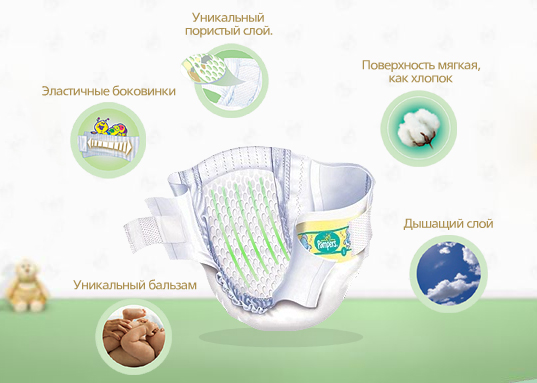 Уникальный
пористый слой.
Поверхность мягкая,
как хлопок
Эластичные боковинки
Дышащий слой
Pampers
Уникальный бальзам